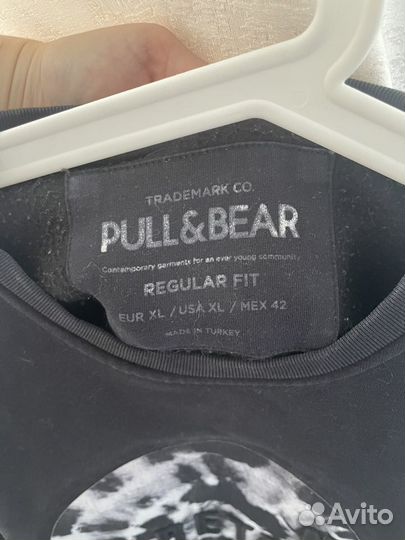 TRADEMARK CO.
PULL&BEAR
Contemporary garments for an ever young community
REGULAR FIT
EUR XL / USA XL / MEX 42
MADE IN TURKEY
Avito